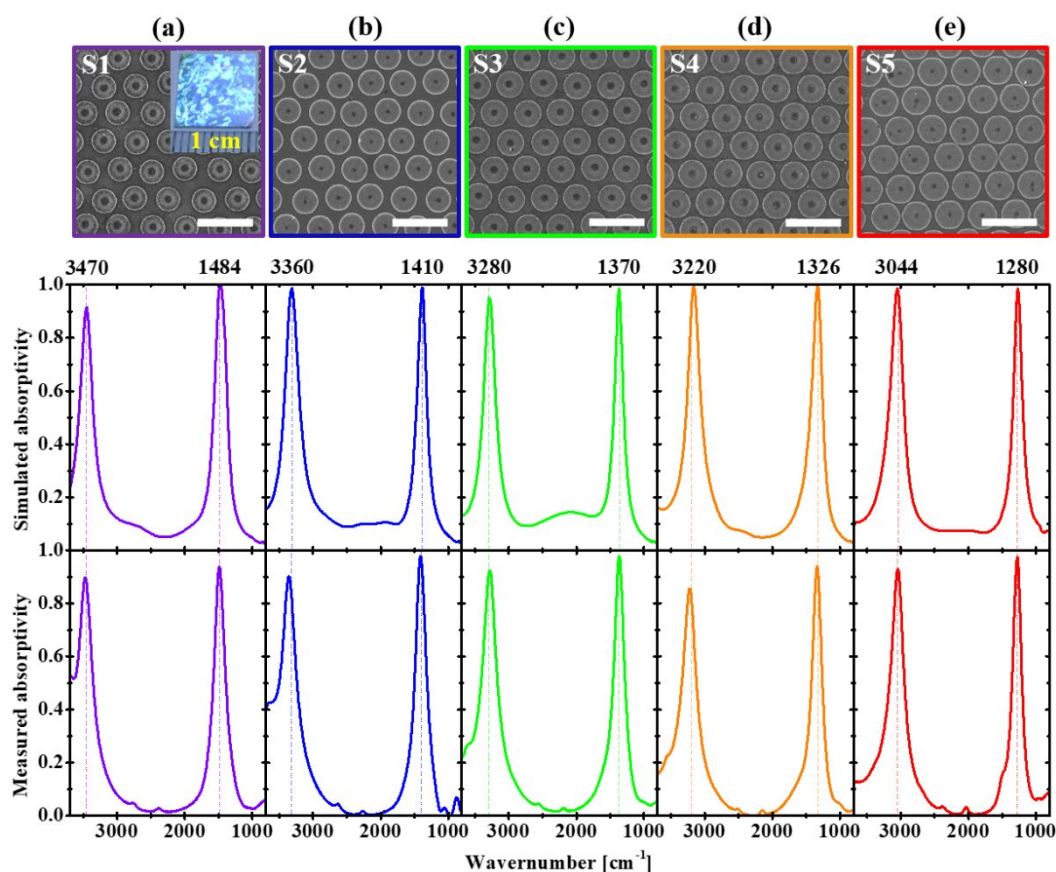 (a) (b) (c) (d) (e)
S1 S2 S3 S4 S5
1 cm
3470 1484 3360 1410 3280 1370 3220 1326 3044 1280
1.0
0.8
0.6
0.4
0.2
1.0
0.8
0.6
0.4
0.2
0.0
Simulated absorptivity
Measured absorptivity
3000 2000 1000 3000 2000 1000 3000 2000 1000 3000 2000 1000 3000 2000 1000
Wavernumber [cm-1]